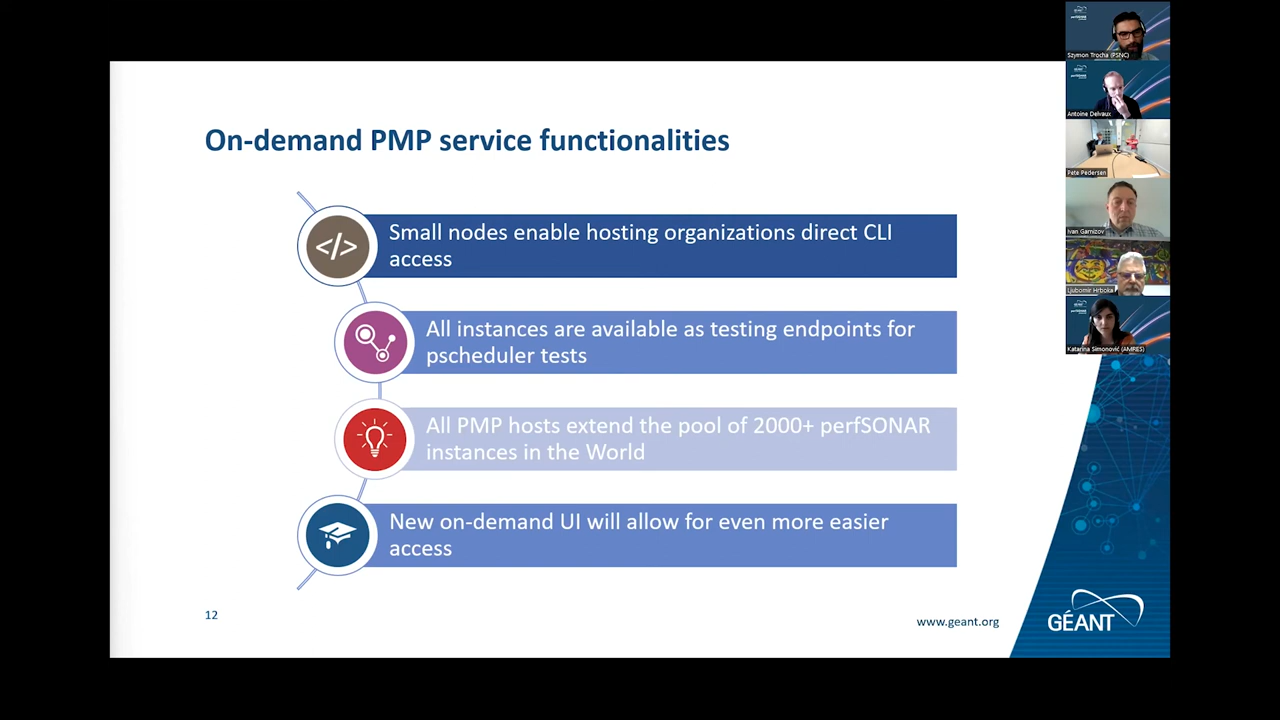 On-demand PMP service functionalities
</>
Small nodes enable hosting organizations direct CLI
access
All instances are available as testing endpoints for
pscheduler tests
All PMP hosts extend the pool of 2000+ perfSONAR
instances in the World
New on-demand UI will allow for even more easier
access
12
www.geant.org
GÉANT
Szymon Trocha (PSNC)
Antoine Delvaux
Pete Pedersen
Ivan Garnizov
Ljubomir Hrboka
Katarina Simonović (AMRES)